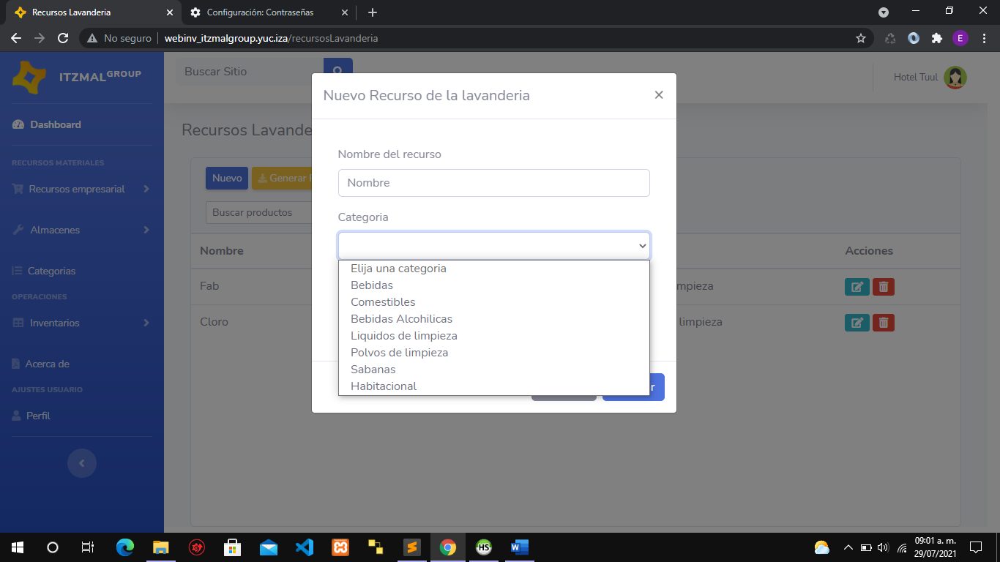 Recursos Lavanderia
Configuración: Contraseñas
No seguro
webinv_itzmalgroup.yuc.iza/recursosLavanderia
E
ITZMALGROUP
Buscar Sitio
Hotel Tuul
Dashboard
RECURSOS MATERIALES
Recursos empresarial
Almacenes
Categorias
OPERACIONES
Inventarios
Acerca de
AJUSTES USUARIO
Perfil
Recursos Lavande
Nuevo
Generar
Buscar productos
Nombre
Acciones
Fab
mpieza
Cloro
limpieza
Nuevo Recurso de la lavanderia
×
Nombre del recurso
Nombre
Categoria
Elija una categoria
Bebidas
Comestibles
Bebidas Alcohilicas
Liquidos de limpieza
Polvos de limpieza
Sabanas
Habitacional
r
HS
09:01 a. m.
29/07/2021